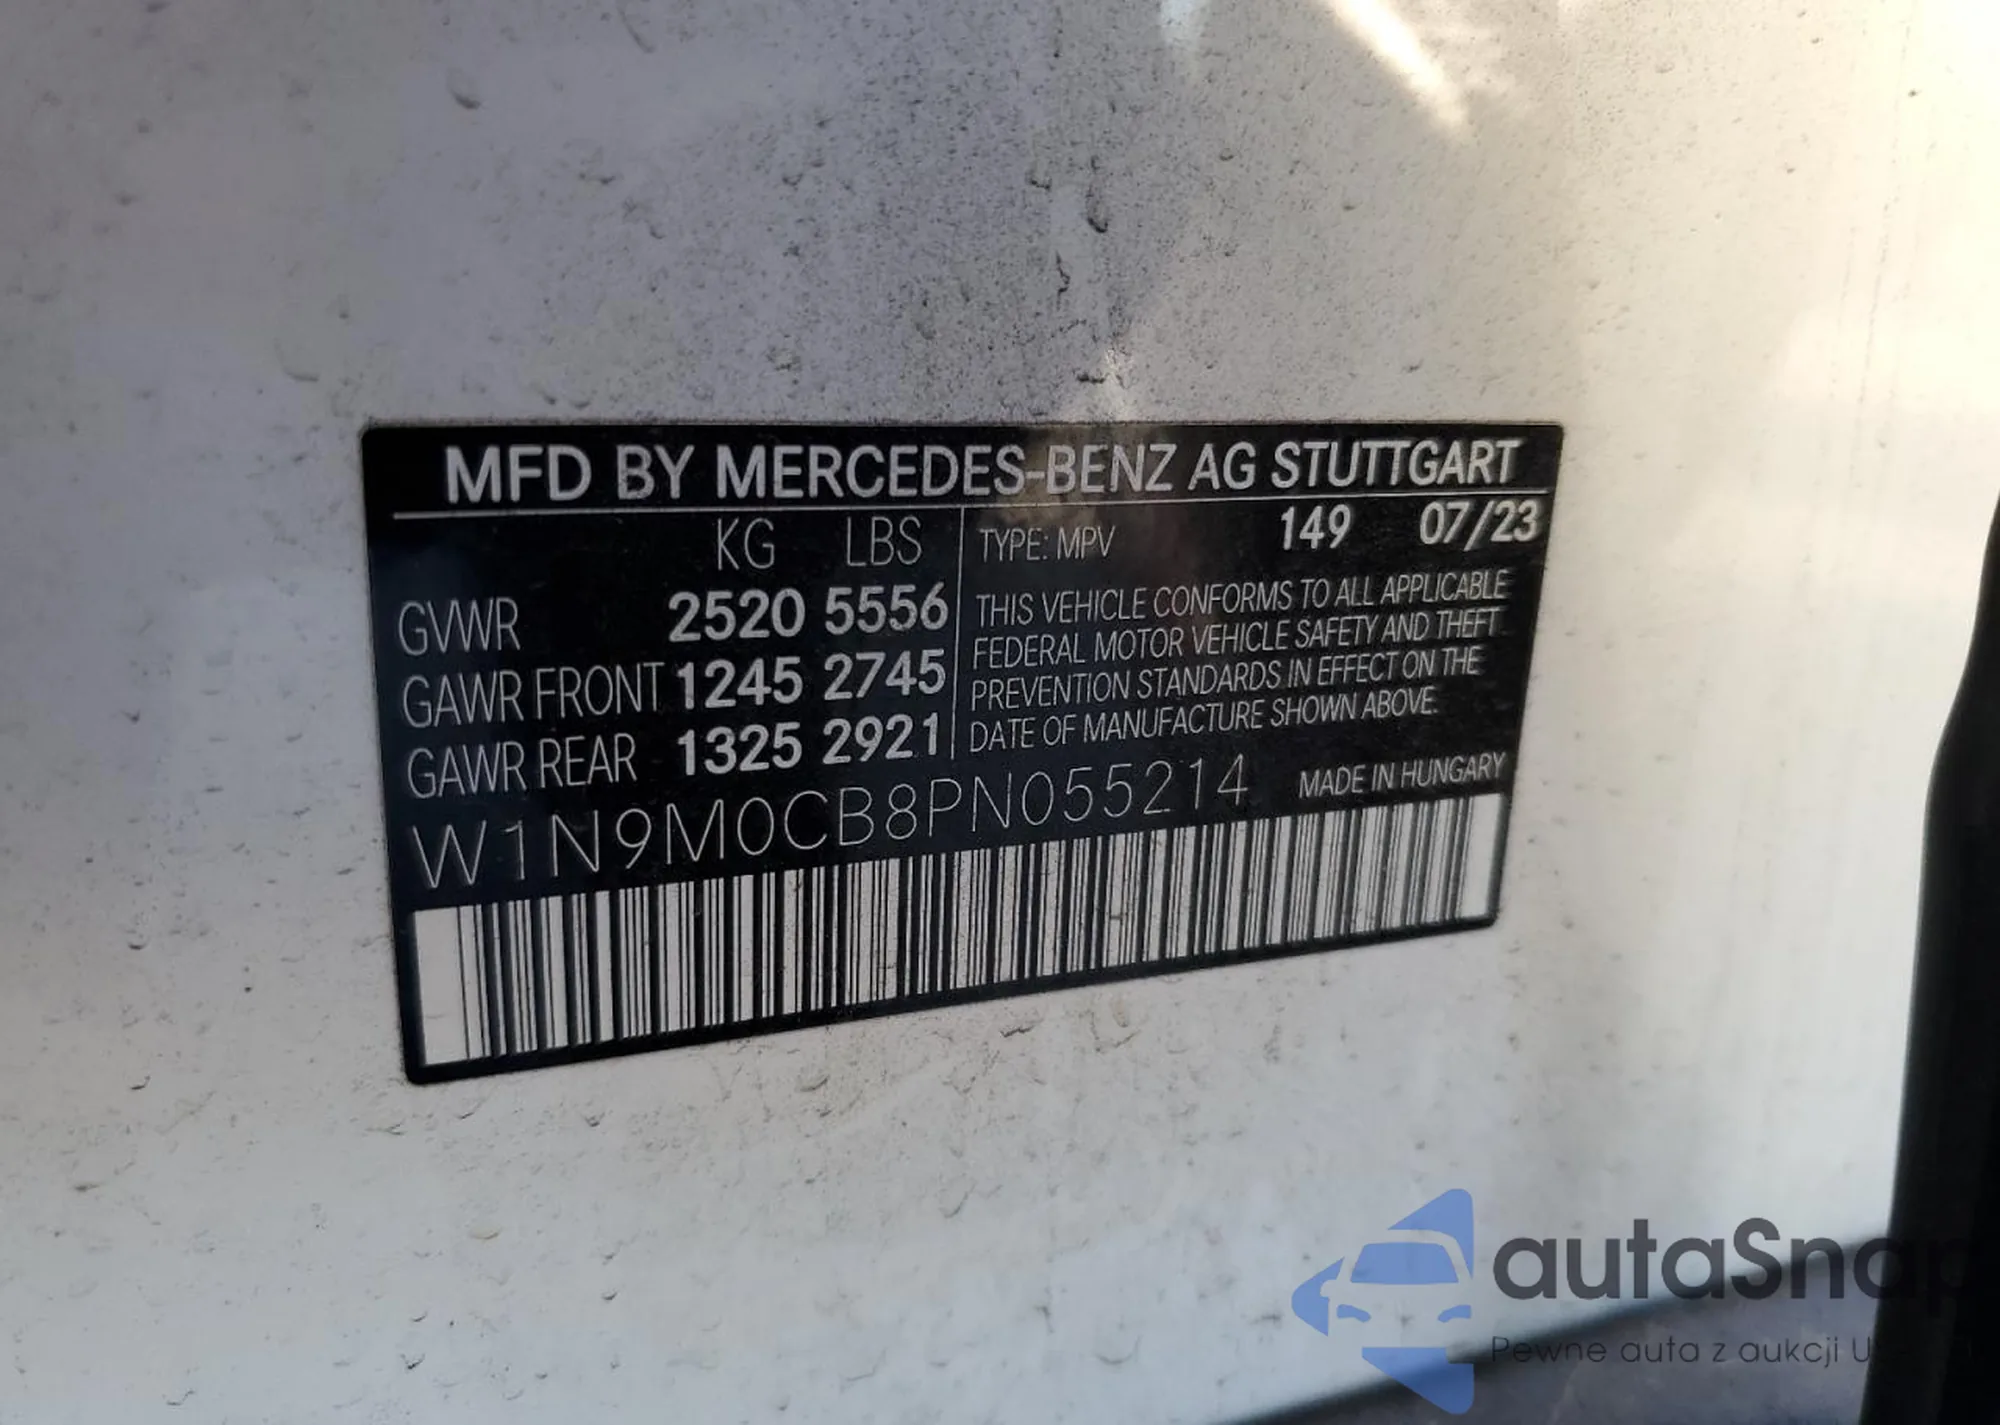 MFD BY MERCEDES-BENZ AG STUTTGART
KG LBS
GVWR 2520 5556
GAWR FRONT 1245 2745
GAWR REAR 1325 2921
TYPE: MPV 149 07/23
THIS VEHICLE CONFORMS TO ALL APPLICABLE
FEDERAL MOTOR VEHICLE SAFETY AND THEFT
PREVENTION STANDARDS IN EFFECT ON THE
DATE OF MANUFACTURE SHOWN ABOVE.
W1N9M0CB8PN055214 MADE IN HUNGARY
autaSnap
Pewne auta z aukcji